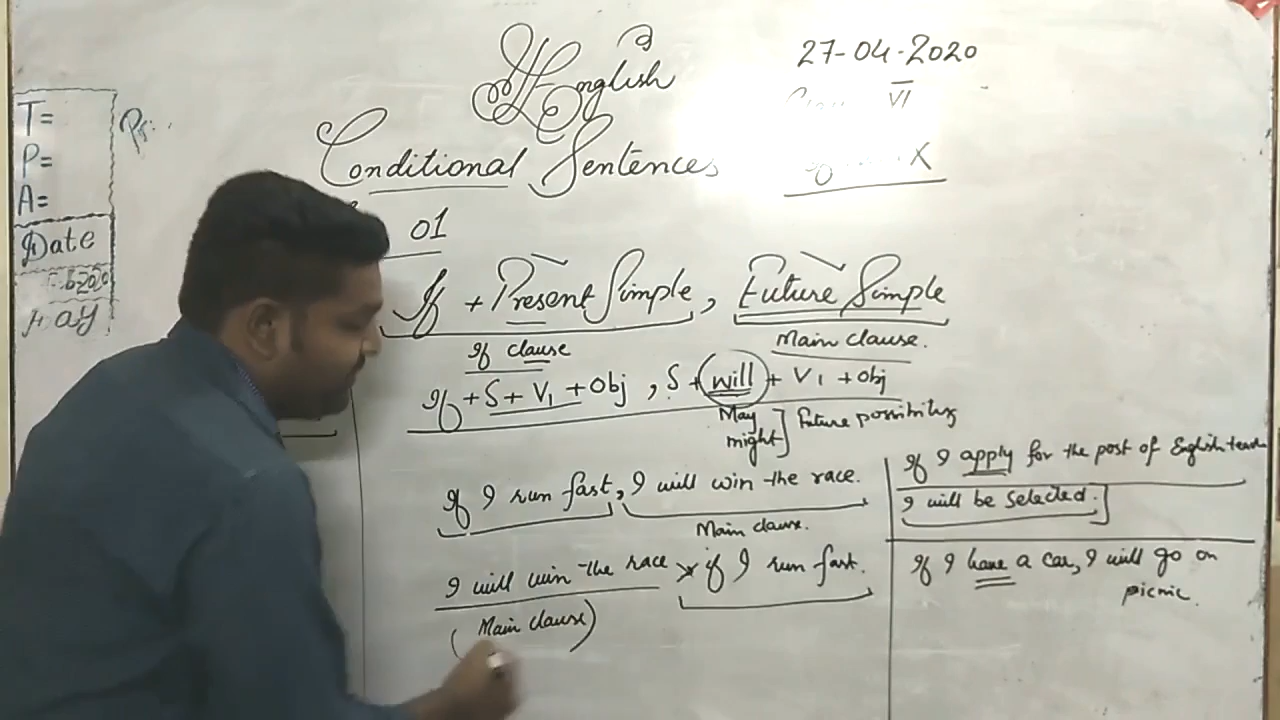 English
27-04-2020
VI
X
T=
P=
A=
Date
Day
Conditional Sentences
01
If + Present Simple, Future Simple
If clause
Main clause.
If + S + V1 + Obj, S + will + V1 + Obj
May
might] Future possibility
If I run fast, I will win the race.
Main clause.
I will win the race x if I run fast.
(Main clause)
If I apply for the post of English
I will be selected.
If I have a car, I will go on
picnic.